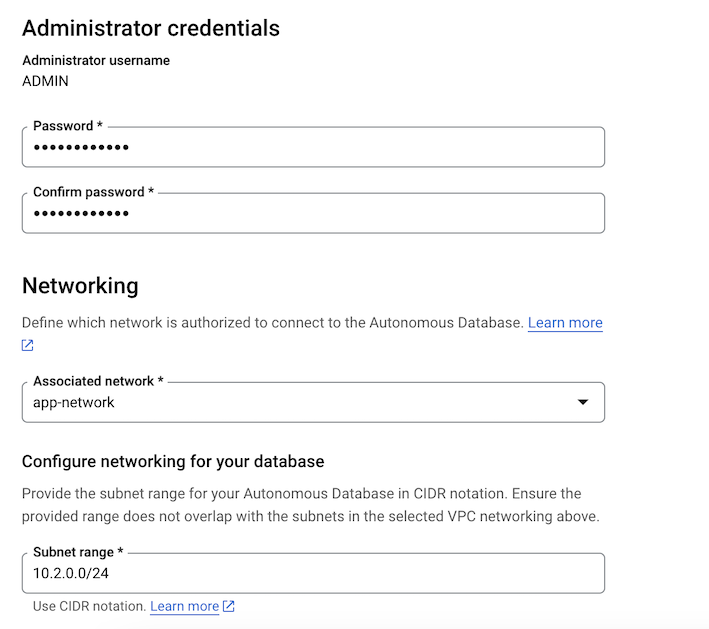 Administrator credentials
Administrator username
ADMIN
Password *
••••••••••••
Confirm password *
••••••••••••
Networking
Define which network is authorized to connect to the Autonomous Database. Learn more
Associated network *
app-network
Configure networking for your database
Provide the subnet range for your Autonomous Database in CIDR notation. Ensure the
provided range does not overlap with the subnets in the selected VPC networking above.
Subnet range *
10.2.0.0/24
Use CIDR notation. Learn more